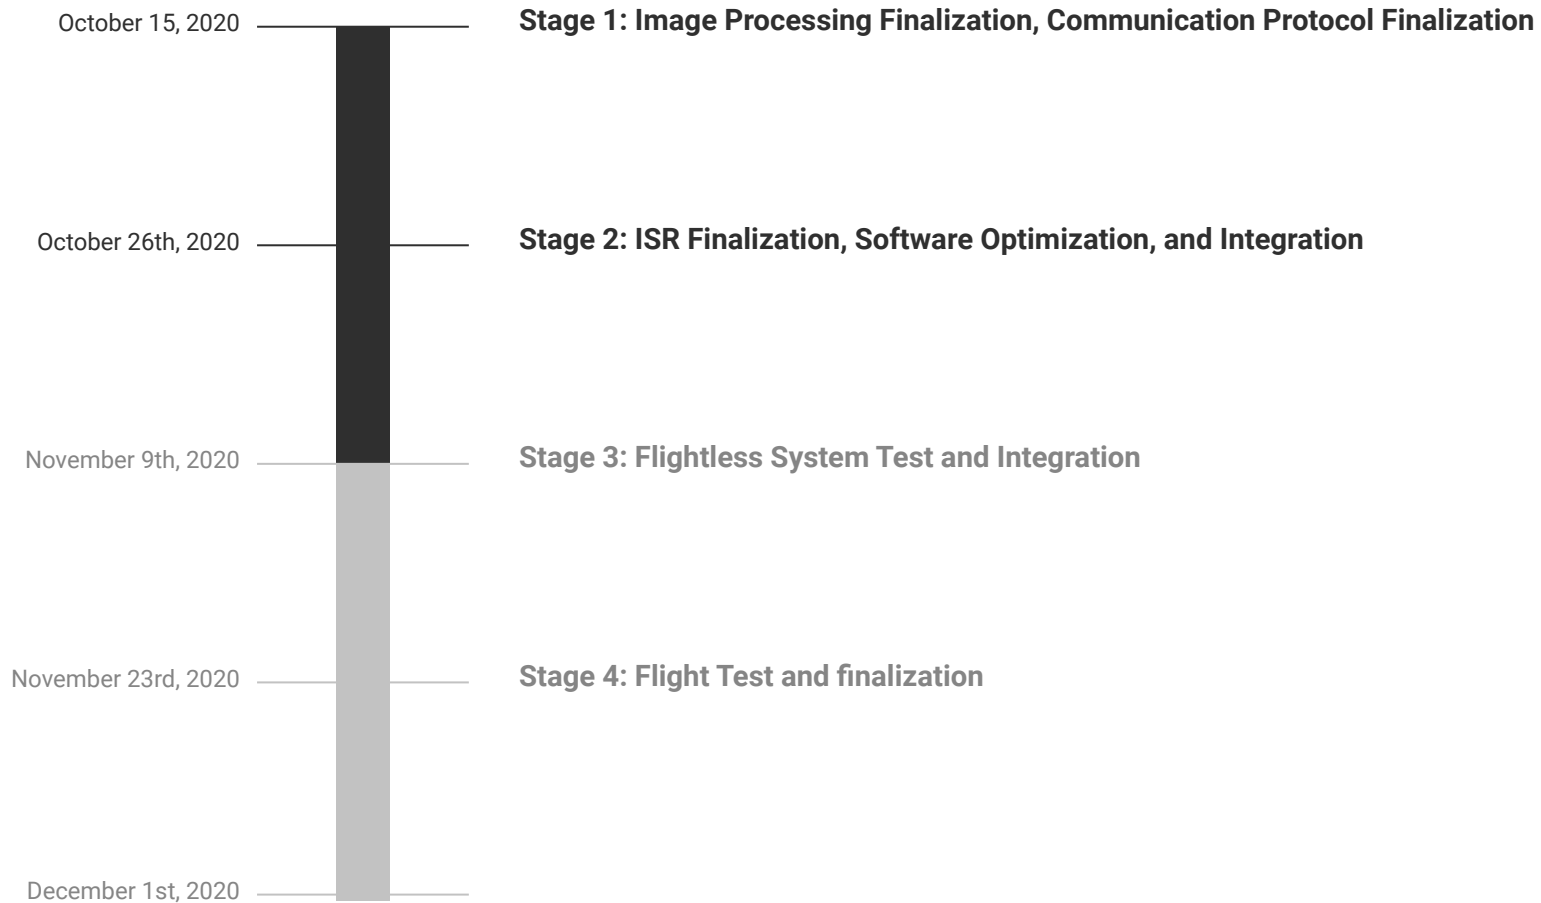 October 15, 2020
Stage 1: Image Processing Finalization, Communication Protocol Finalization
October 26th, 2020
Stage 2: ISR Finalization, Software Optimization, and Integration
November 9th, 2020
Stage 3: Flightless System Test and Integration
November 23rd, 2020
Stage 4: Flight Test and finalization
December 1st, 2020